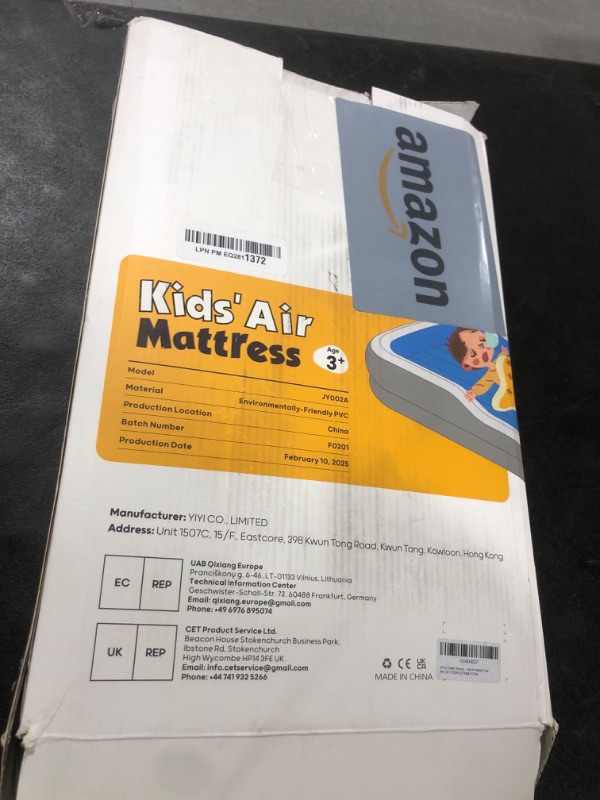 amazon
LPN PM EQ2811372
Kids' Air
Mattress
Age
3+
Model JY002A
Material Environmentally-Friendly PVC
Production Location China
Batch Number F0201
Production Date February 10, 2025
Manufacturer: YIYI CO., LIMITED
Address: Unit 1507C, 15/F., Eastcore, 398 Kwun Tong Road, Kwun Tong, Kowloon, Hong Kong
EC REP
UAB Qixiang Europe
Pranciškonų g. 6-46, LT-01133 Vilnius, Lithuania
Technical Information Center
Geschwister-Scholl-Str. 73, 60488 Frankfurt, Germany
Email: qixiang.europe@gmail.com
Phone: +49 6976 895074
UK REP
CET Product Service Ltd.
Beacon House Stokenchurch Business Park,
Ibstone Rd, Stokenchurch
High Wycombe HP14 3FE UK
Email: info.cetservice@gmail.com
Phone: +44 741 932 5266
CE UK CA
MADE IN CHINA